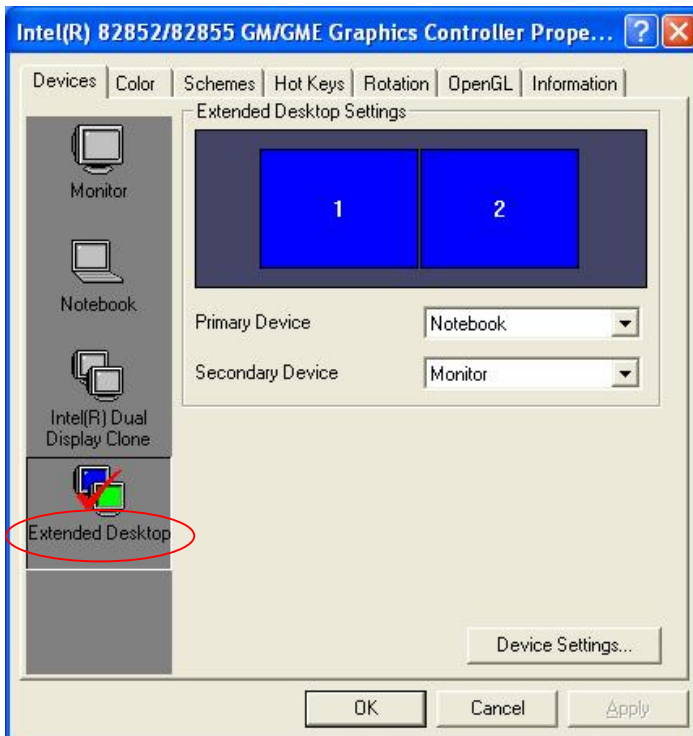 Intel(R) 82852/82855 GM/GME Graphics Controller Prope...
Devices
Color
Schemes
Hot Keys
Rotation
OpenGL
Information
Monitor
Notebook
Intel(R) Dual
Display Clone
Extended Desktop
Extended Desktop Settings
1
2
Primary Device
Notebook
Secondary Device
Monitor
Device Settings...
OK
Cancel
Apply